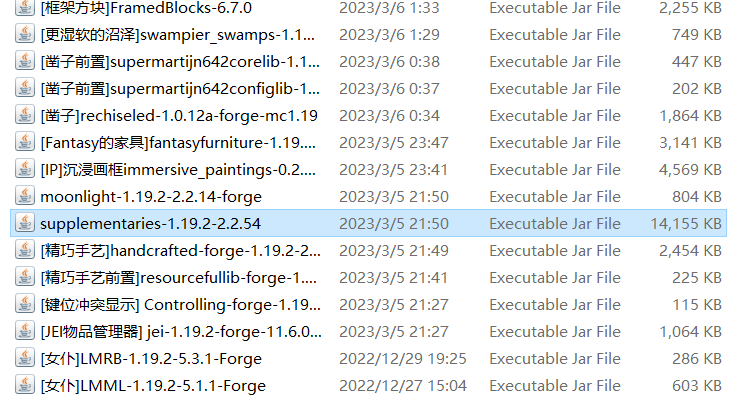 [框架方块]FramedBlocks-6.7.0 2023/3/6 1:33 Executable Jar File 2,255 KB
[更湿软的沼泽]swampier_swamps-1.1... 2023/3/6 1:29 Executable Jar File 749 KB
[凿子前置]supermartijn642corelib-1.1... 2023/3/6 0:38 Executable Jar File 447 KB
[凿子前置]supermartijn642configlib-1... 2023/3/6 0:37 Executable Jar File 202 KB
[凿子]rechiseled-1.0.12a-forge-mc1.19 2023/3/6 0:34 Executable Jar File 1,864 KB
[Fantasy的家具]fantasyfurniture-1.19.... 2023/3/5 23:47 Executable Jar File 3,141 KB
[IP]沉浸画框immersive_paintings-0.2.... 2023/3/5 23:41 Executable Jar File 4,569 KB
moonlight-1.19.2-2.2.14-forge 2023/3/5 21:50 Executable Jar File 804 KB
supplementaries-1.19.2-2.2.54 2023/3/5 21:50 Executable Jar File 14,155 KB
[精巧手艺]handcrafted-forge-1.19.2-2... 2023/3/5 21:49 Executable Jar File 2,454 KB
[精巧手艺前置]resourcefullib-forge-1.... 2023/3/5 21:41 Executable Jar File 225 KB
[键位冲突显示] Controlling-forge-1.19... 2023/3/5 21:27 Executable Jar File 115 KB
[JEI物品管理器] jei-1.19.2-forge-11.6.0... 2023/3/5 21:27 Executable Jar File 1,064 KB
[女仆]LMRB-1.19.2-5.3.1-Forge 2022/12/29 19:25 Executable Jar File 286 KB
[女仆]LMML-1.19.2-5.1.1-Forge 2022/12/27 15:04 Executable Jar File 603 KB